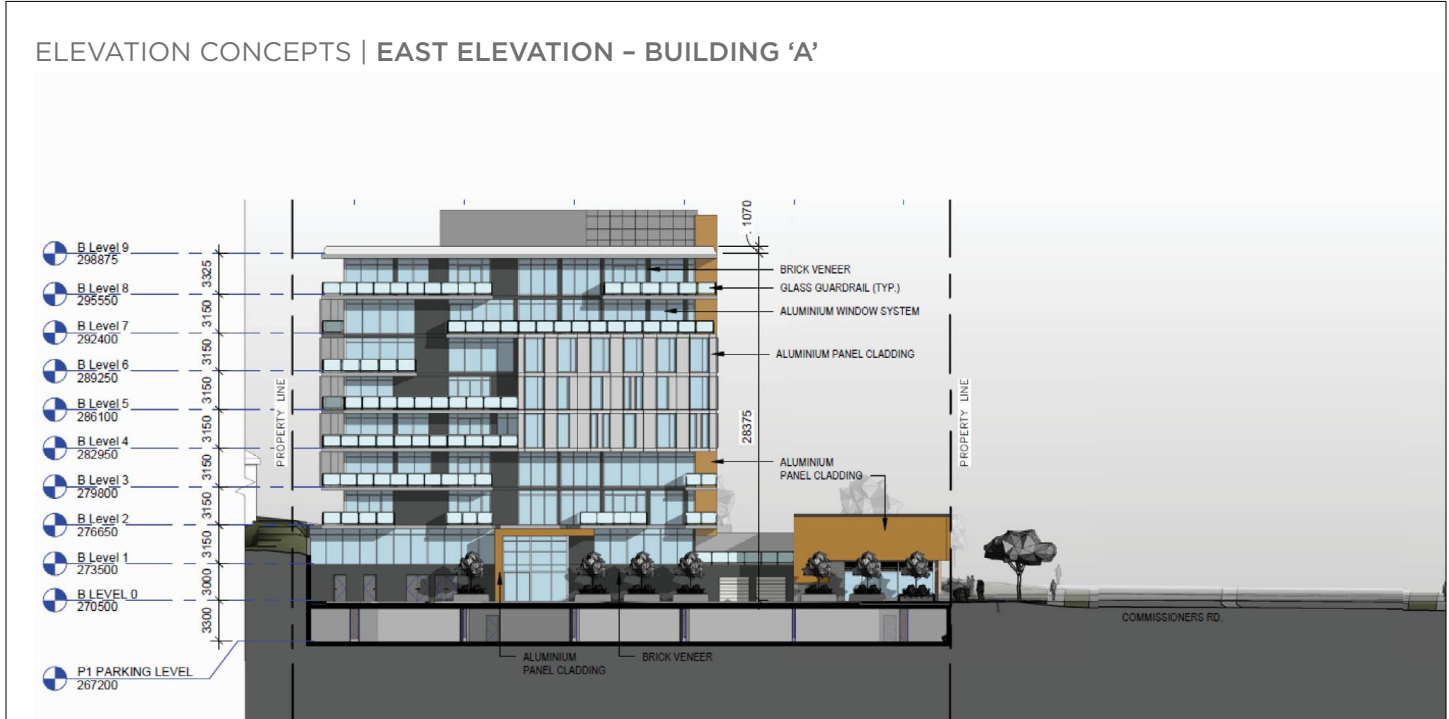 ELEVATION CONCEPTS | EAST ELEVATION – BUILDING ‘A’
1070
B Level 9
298875
3325
B Level 8
295550
3150
B Level 7
292400
3150
B Level 6
289250
3150
B Level 5
286100
3150
B Level 4
282950
3150
B Level 3
279800
3150
B Level 2
276650
3150
B Level 1
273500
3000
B LEVEL 0
270500
3300
P1 PARKING LEVEL
267200
PROPERTY LINE
BRICK VENEER
GLASS GUARDRAIL (TYP.)
ALUMINIUM WINDOW SYSTEM
ALUMINIUM PANEL CLADDING
28375
ALUMINIUM
PANEL CLADDING
PROPERTY LINE
COMMISSIONERS RD.
ALUMINIUM
PANEL CLADDING
BRICK VENEER